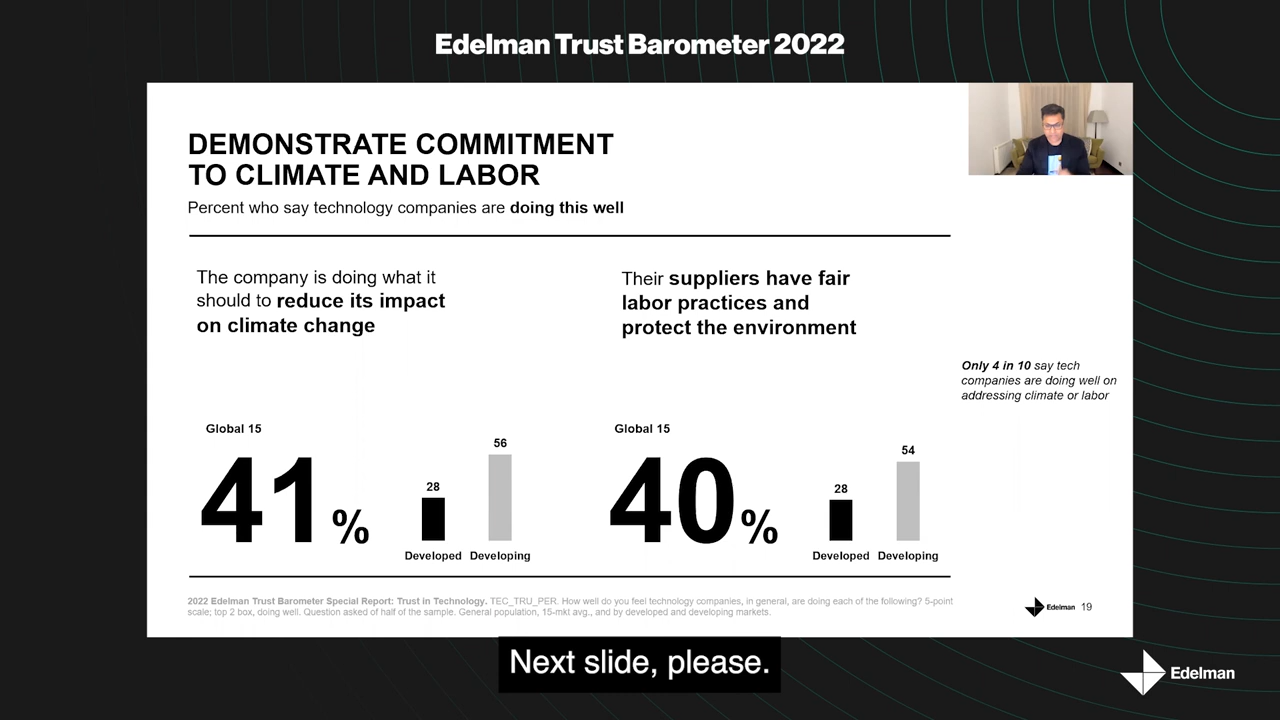 Edelman Trust Barometer 2022
DEMONSTRATE COMMITMENT
TO CLIMATE AND LABOR
Percent who say technology companies are doing this well
The company is doing what it
should to reduce its impact
on climate change
Global 15
41%
28
56
Developed
Developing
Their suppliers have fair
labor practices and
protect the environment
Global 15
40%
28
54
Developed
Developing
Only 4 in 10 say tech
companies are doing well on
addressing climate or labor
2022 Edelman Trust Barometer Special Report: Trust in Technology. TEC_TRU_PER. How well do you feel technology companies, in general, are doing each of the following? 5-point
scale; top 2 box, doing well. Question asked of half of the sample. General population, 15-mkt avg., and by developed and developing markets.
Edelman 19
Next slide, please.
Edelman